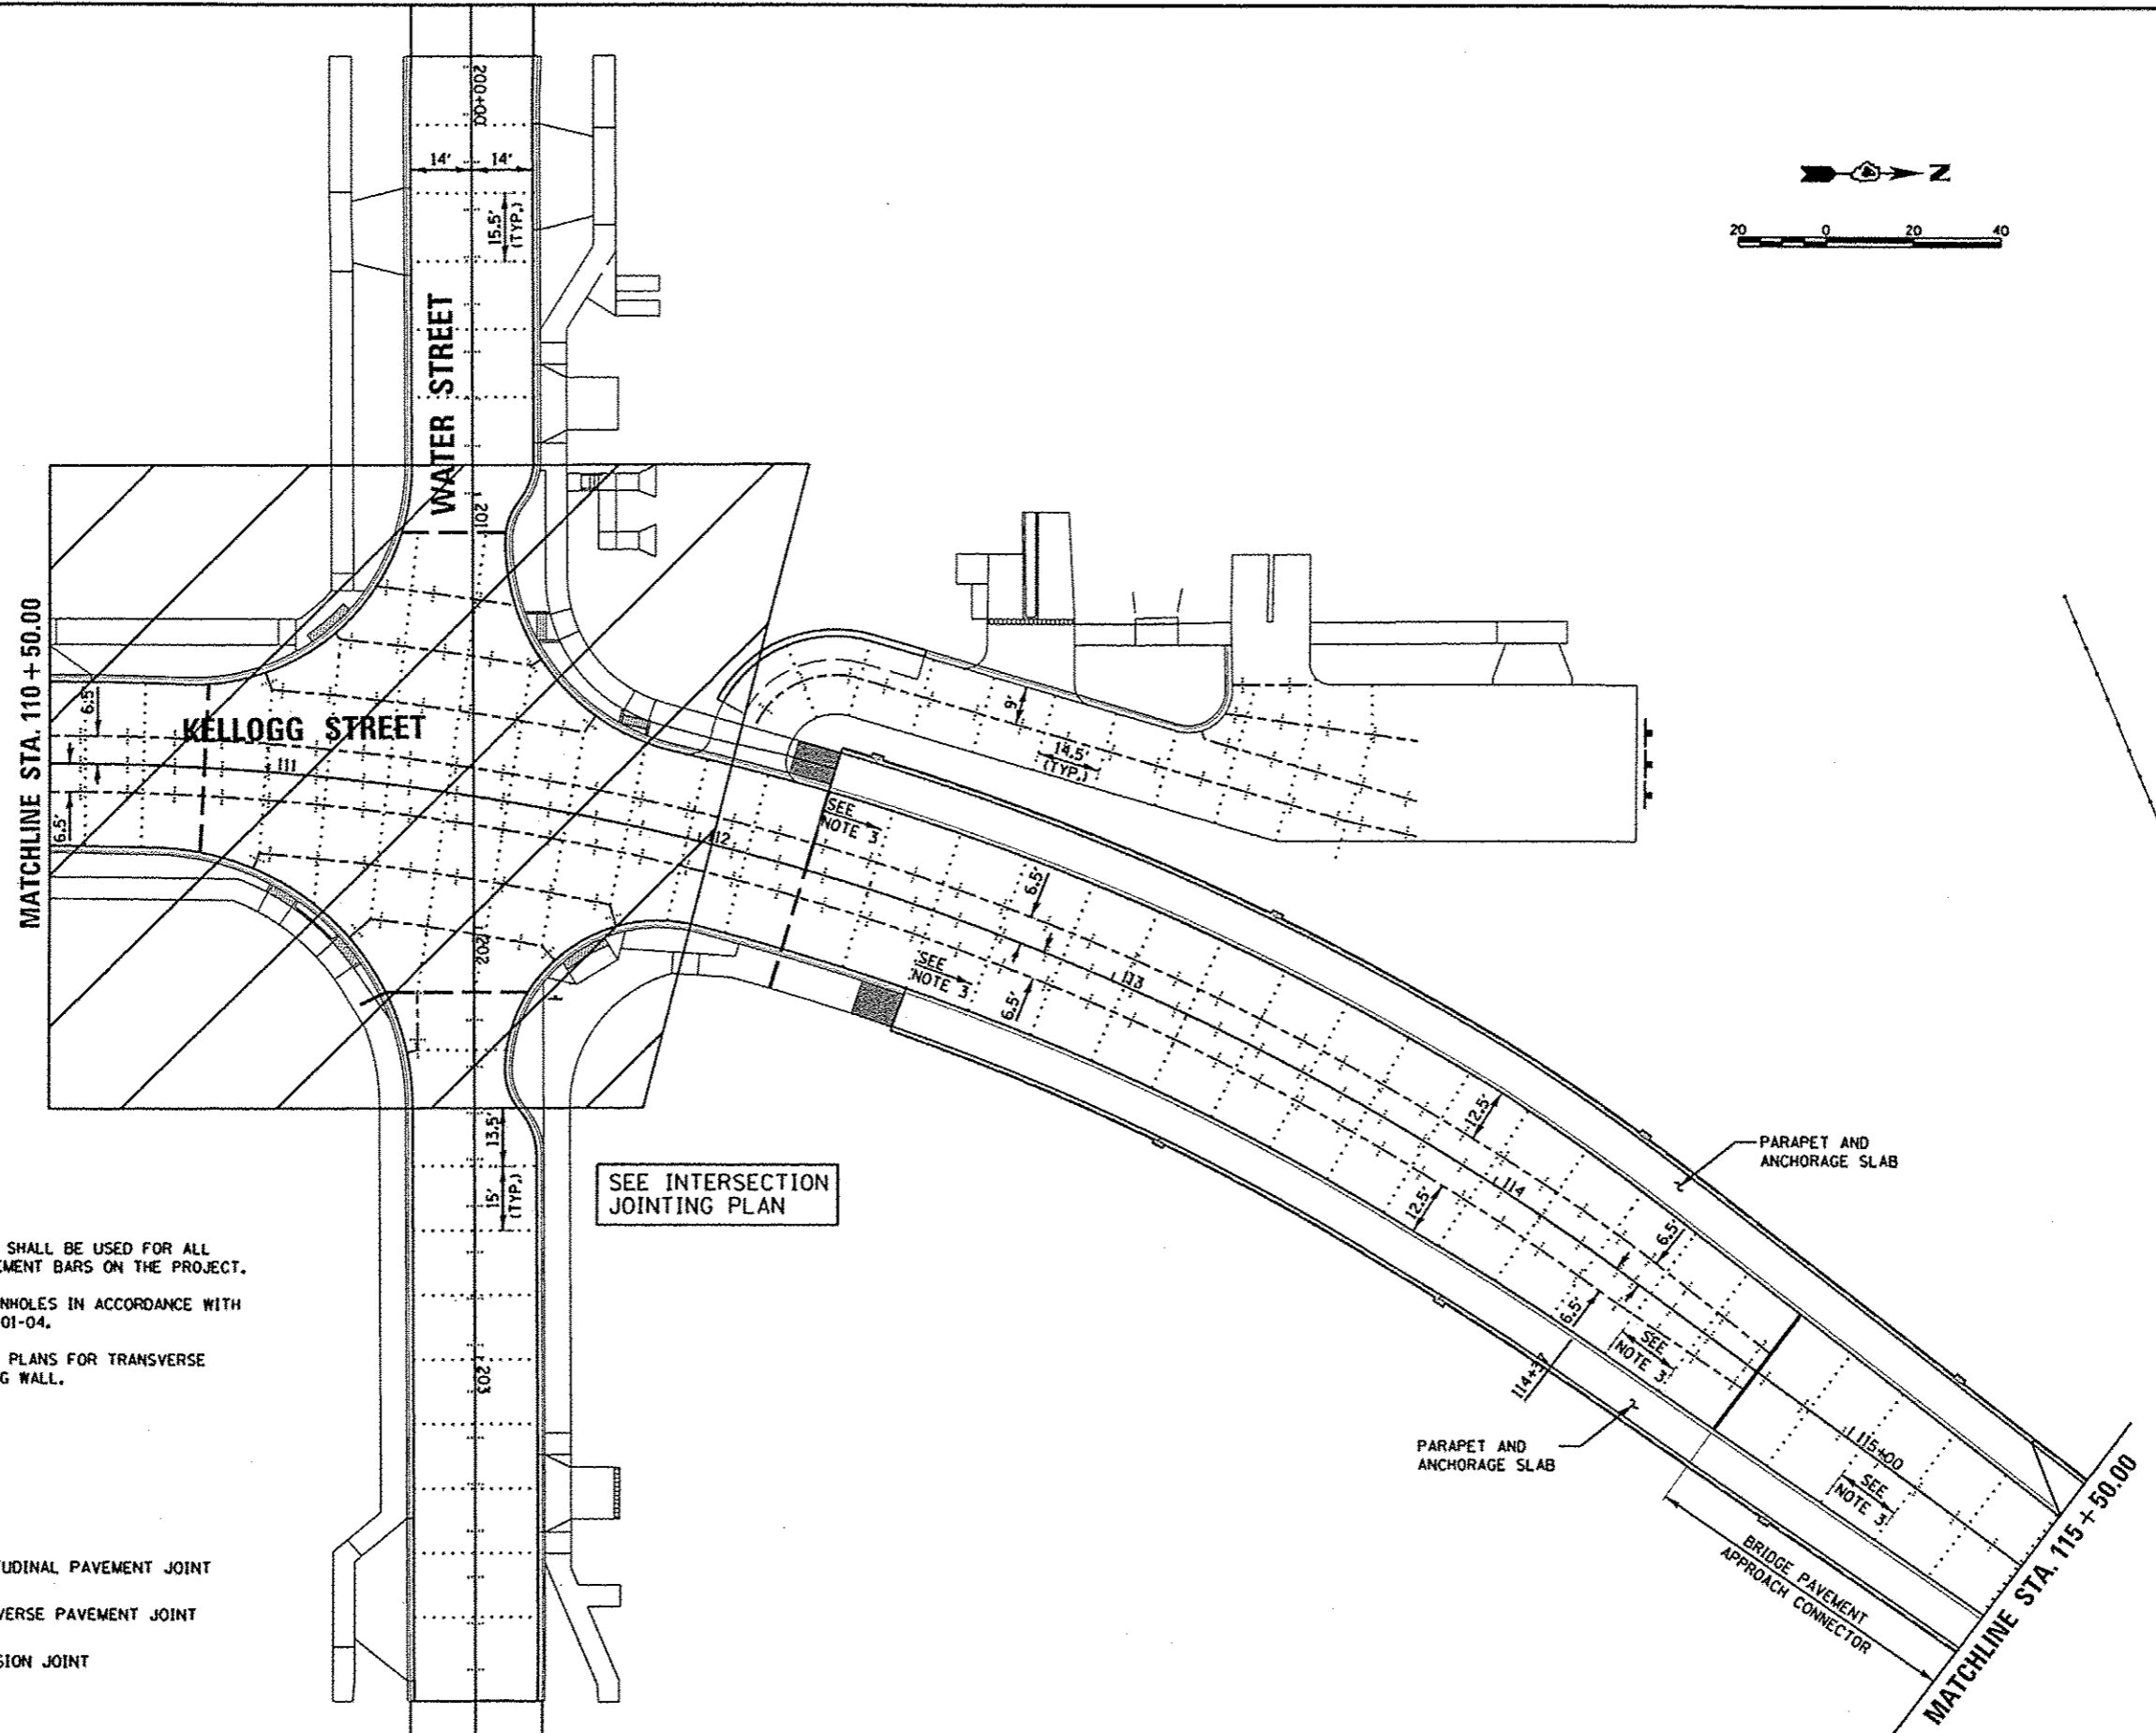 200+00
14' 14'
15.5'
(TYP.)
N
20 0 20 40
WATER STREET
201
MATCHLINE STA. 110+50.00
6.5'
KELLOGG STREET
111
6.5'
112
9'
14.5'
(TYP.)
SEE
NOTE 3
6.5'
SEE
NOTE 3
6.5'
113
202
13.5'
15'
(TYP.)
SEE INTERSECTION
JOINTING PLAN
12.5'
12.5'
114
PARAPET AND
ANCHORAGE SLAB
6.5'
6.5'
SEE
NOTE 3
114+37
PARAPET AND
ANCHORAGE SLAB
115+00
SEE
NOTE 3
BRIDGE PAVEMENT
APPROACH CONNECTOR
MATCHLINE STA. 115+50.00
203
SHALL BE USED FOR ALL
EMENT BARS ON THE PROJECT.
NHOLES IN ACCORDANCE WITH
01-04.
PLANS FOR TRANSVERSE
G WALL.
UDINAL PAVEMENT JOINT
VERSE PAVEMENT JOINT
SION JOINT